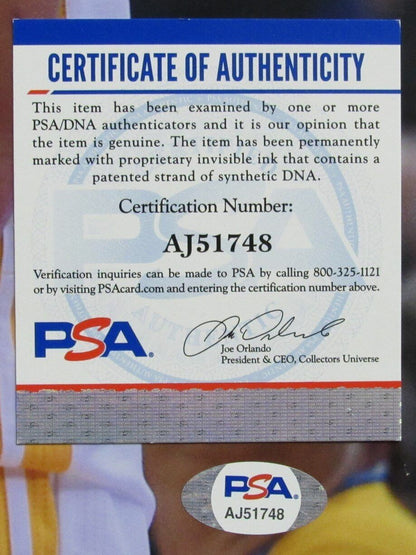 CERTIFICATE OF AUTHENTICITY
This item has been examined by one or more
PSA/DNA authenticators and it is our opinion that
the item is genuine. The item has been permanently
marked with proprietary invisible ink that contains a
patented strand of synthetic DNA.
Certification Number:
AJ51748
Verification inquiries can be made to PSA by calling 800-325-1121
or by visiting PSAcard.com and entering the certification number above.
PSA.
Joe Orlando
Joe Orlando
President & CEO, Collectors Universe
PSA
AJ51748